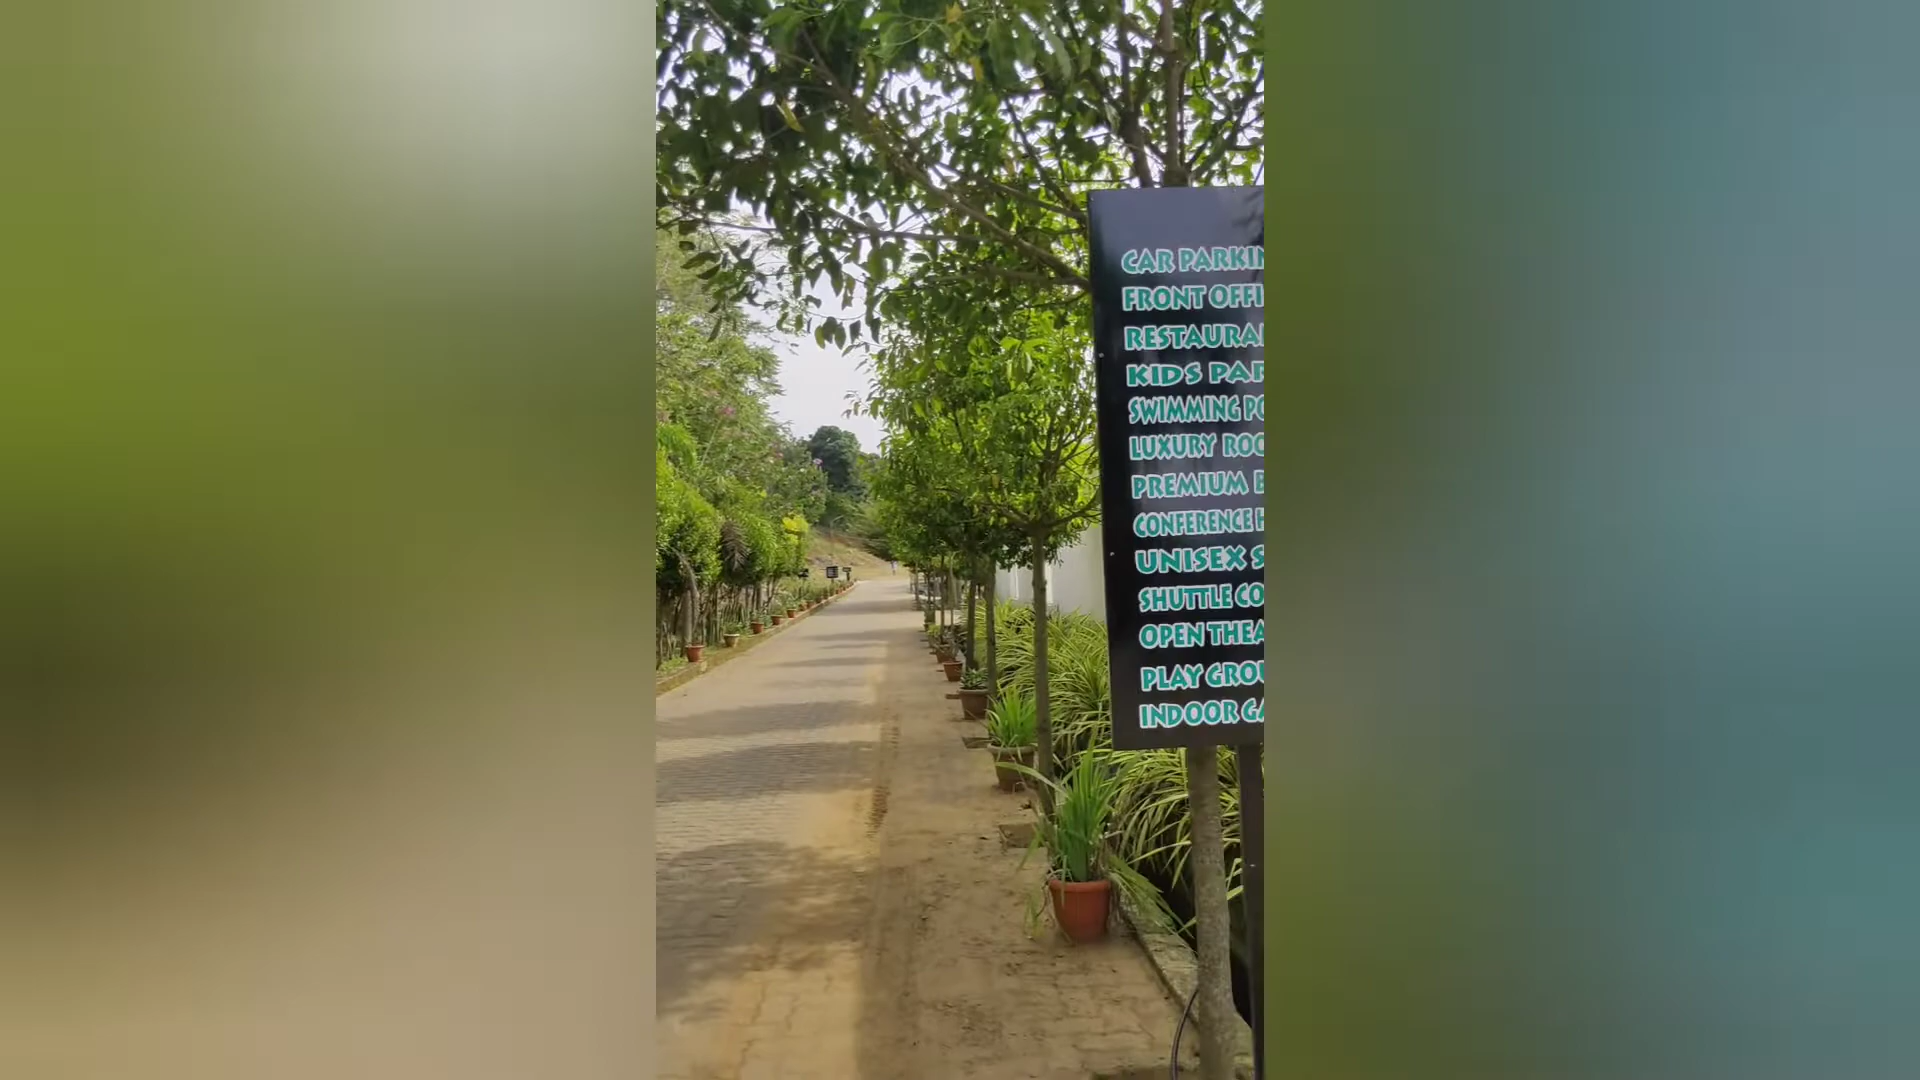 CAR PARKIN
FRONT OFFI
RESTAURA
KIDS PAR
SWIMMING PO
LUXURY ROO
PREMIUM B
CONFERENCE H
UNISEX S
SHUTTLE CO
OPEN THEA
PLAY GROU
INDOOR GA